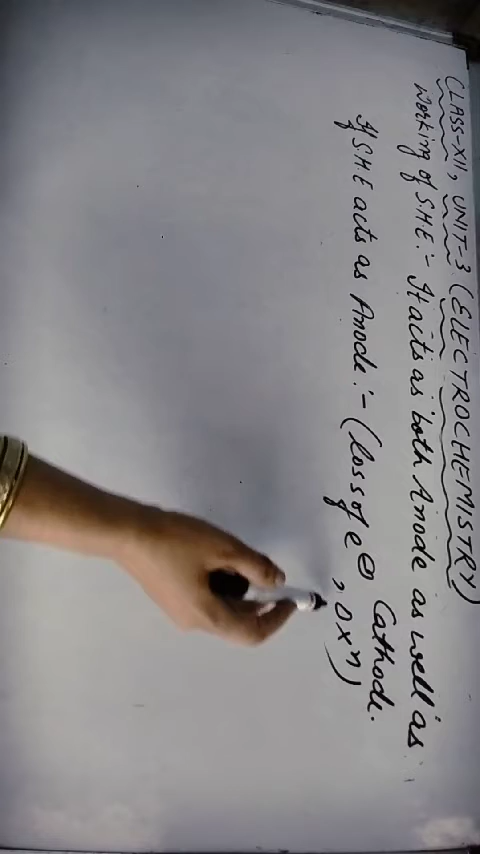 CLASS-XII, UNIT-3 (ELECTROCHEMISTRY)
Working of SHE :- It acts as both Anode as well as
Cathode.
If SHE acts as Anode :- (loss of e⊖, Oxⁿ)